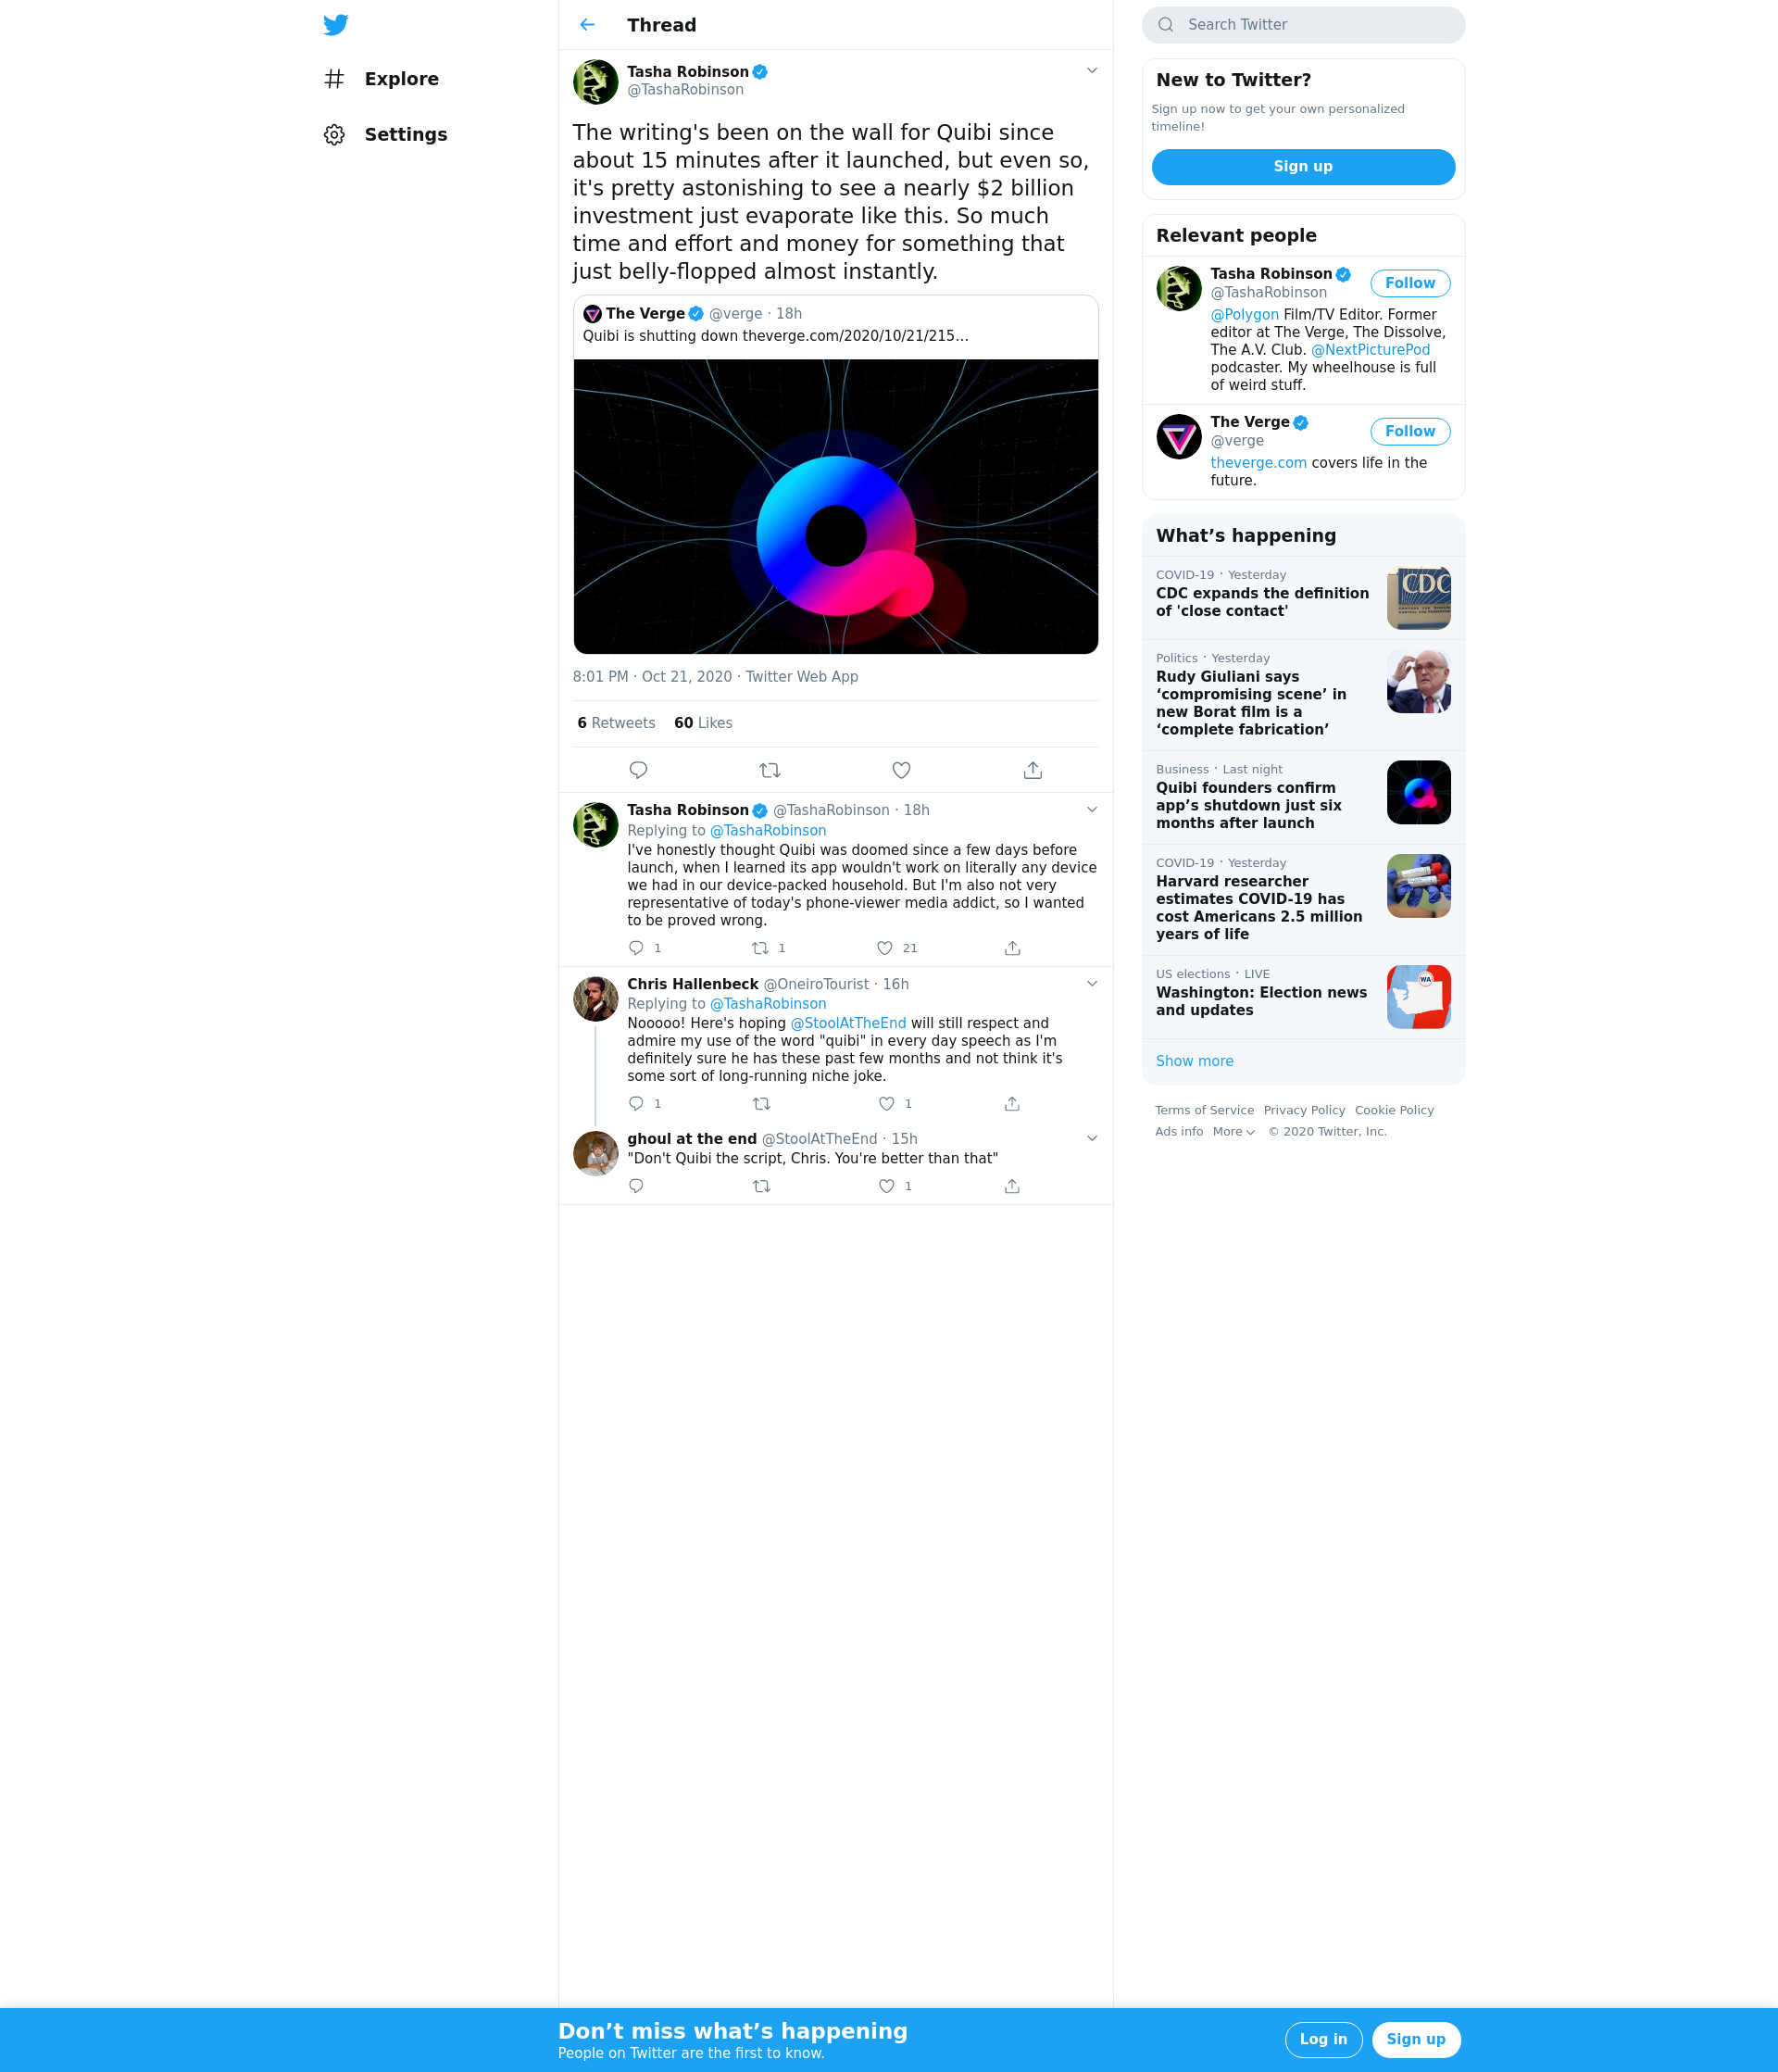 Explore
Settings
Thread
Tasha Robinson
@TashaRobinson
The writing's been on the wall for Quibi since
about 15 minutes after it launched, but even so,
it's pretty astonishing to see a nearly $2 billion
investment just evaporate like this. So much
time and effort and money for something that
just belly-flopped almost instantly.
The Verge @verge · 18h
Quibi is shutting down theverge.com/2020/10/21/215…
8:01 PM · Oct 21, 2020 · Twitter Web App
6 Retweets 60 Likes
Tasha Robinson @TashaRobinson · 18h
Replying to @TashaRobinson
I've honestly thought Quibi was doomed since a few days before
launch, when I learned its app wouldn't work on literally any device
we had in our device-packed household. But I'm also not very
representative of today's phone-viewer media addict, so I wanted
to be proved wrong.
1 1 21
Chris Hallenbeck @OneiroTourist · 16h
Replying to @TashaRobinson
Nooooo! Here's hoping @StoolAtTheEnd will still respect and
admire my use of the word "quibi" in every day speech as I'm
definitely sure he has these past few months and not think it's
some sort of long-running niche joke.
1 1
ghoul at the end @StoolAtTheEnd · 15h
"Don't Quibi the script, Chris. You're better than that"
1
Search Twitter
New to Twitter?
Sign up now to get your own personalized
timeline!
Sign up
Relevant people
Tasha Robinson
@TashaRobinson
Follow
@Polygon Film/TV Editor. Former
editor at The Verge, The Dissolve,
The A.V. Club. @NextPicturePod
podcaster. My wheelhouse is full
of weird stuff.
The Verge
@verge
Follow
theverge.com covers life in the
future.
What’s happening
COVID-19 · Yesterday
CDC expands the definition
of 'close contact'
CDC
Politics · Yesterday
Rudy Giuliani says
‘compromising scene’ in
new Borat film is a
‘complete fabrication’
Business · Last night
Quibi founders confirm
app’s shutdown just six
months after launch
COVID-19 · Yesterday
Harvard researcher
estimates COVID-19 has
cost Americans 2.5 million
years of life
US elections · LIVE
Washington: Election news
and updates
WA
Show more
Terms of Service Privacy Policy Cookie Policy
Ads info More © 2020 Twitter, Inc.
Don’t miss what’s happening
People on Twitter are the first to know.
Log in
Sign up